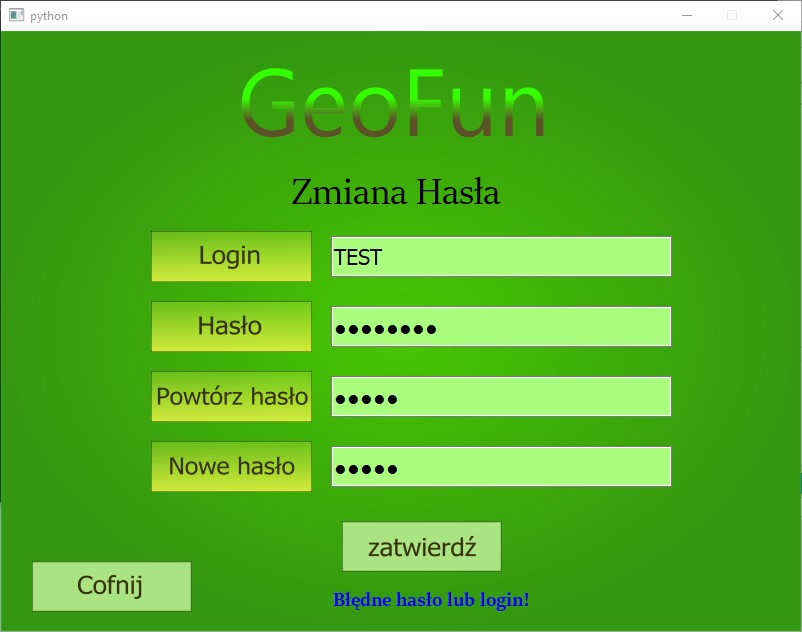 python
GeoFun
Zmiana Hasła
Login
TEST
Hasło
●●●●●●●●
Powtórz hasło
●●●●●
Nowe hasło
●●●●●
zatwierdź
Cofnij
Błędne hasło lub login!